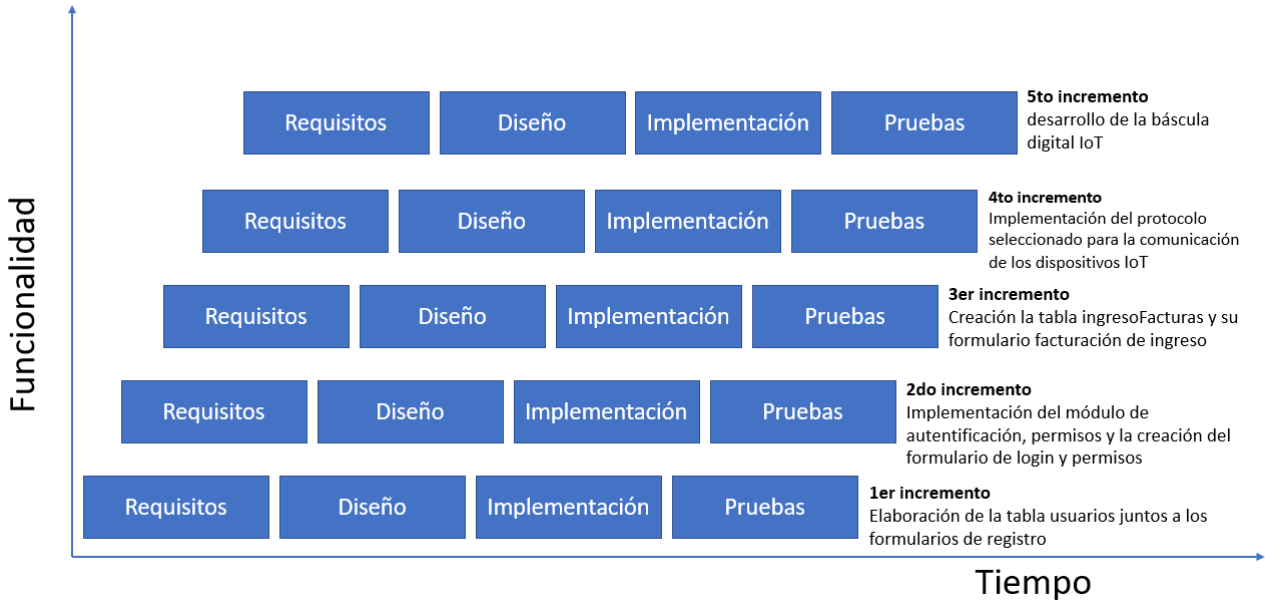 Funcionalidad
Requisitos Diseño Implementación Pruebas
5to incremento
desarrollo de la báscula
digital IoT
Requisitos Diseño Implementación Pruebas
4to incremento
Implementación del protocolo
seleccionado para la comunicación
de los dispositivos IoT
Requisitos Diseño Implementación Pruebas
3er incremento
Creación la tabla ingresoFacturas y su
formulario facturación de ingreso
Requisitos Diseño Implementación Pruebas
2do incremento
Implementación del módulo de
autentificación, permisos y la creación del
formulario de login y permisos
Requisitos Diseño Implementación Pruebas
1er incremento
Elaboración de la tabla usuarios juntos a los
formularios de registro
Tiempo